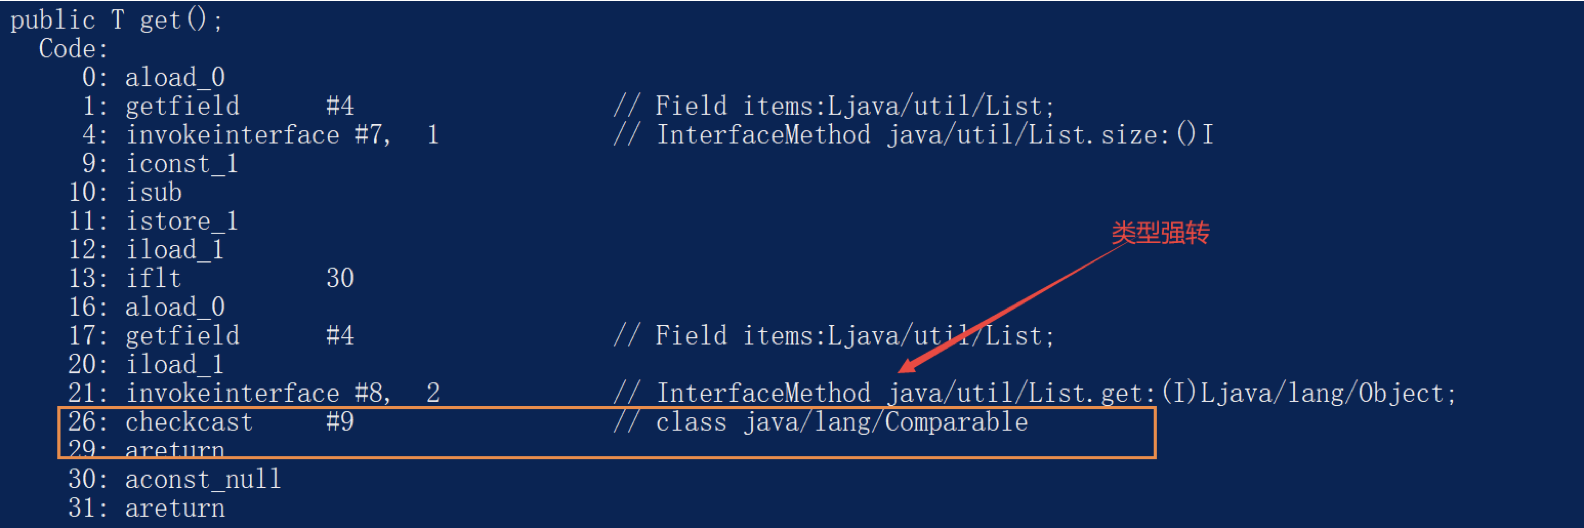 public T get();
Code:
0: aload_0
1: getfield #4 // Field items:Ljava/util/List;
4: invokeinterface #7, 1 // InterfaceMethod java/util/List.size:()I
9: iconst_1
10: isub
11: istore_1
类型强转
12: iload_1
13: iflt 30
16: aload_0
17: getfield #4 // Field items:Ljava/util/List;
20: iload_1
21: invokeinterface #8, 2 // InterfaceMethod java/util/List.get:(I)Ljava/lang/Object;
26: checkcast #9 // class java/lang/Comparable
29: areturn
30: aconst_null
31: areturn